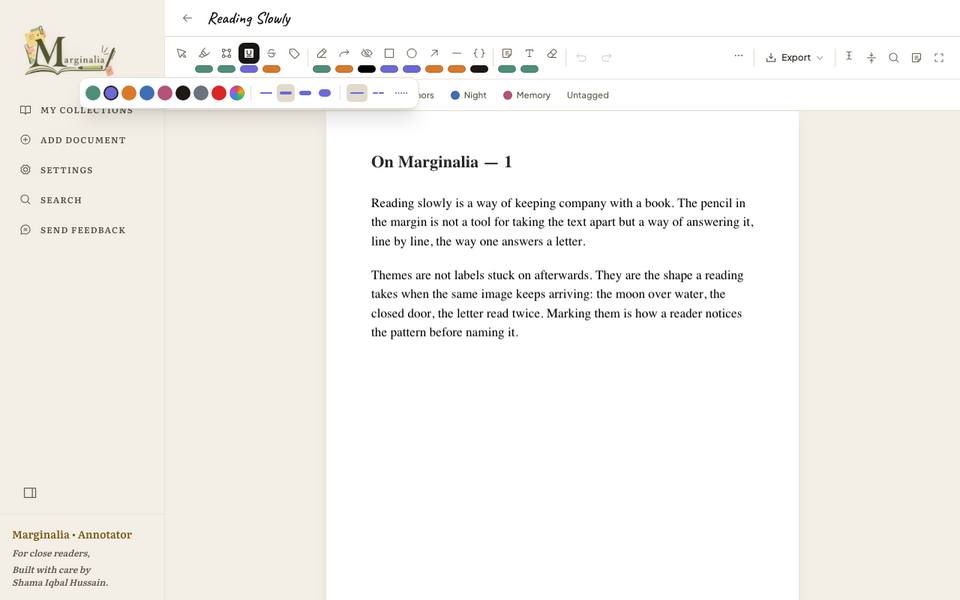 Marginalia
Reading Slowly
Export
Night
Memory
Untagged
MY COLLECTIONS
ADD DOCUMENT
SETTINGS
SEARCH
SEND FEEDBACK
On Marginalia — 1
Reading slowly is a way of keeping company with a book. The pencil in
the margin is not a tool for taking the text apart but a way of answering it,
line by line, the way one answers a letter.
Themes are not labels stuck on afterwards. They are the shape a reading
takes when the same image keeps arriving: the moon over water, the
closed door, the letter read twice. Marking them is how a reader notices
the pattern before naming it.
Marginalia • Annotator
For close readers,
Built with care by
Shama Iqbal Hussain.